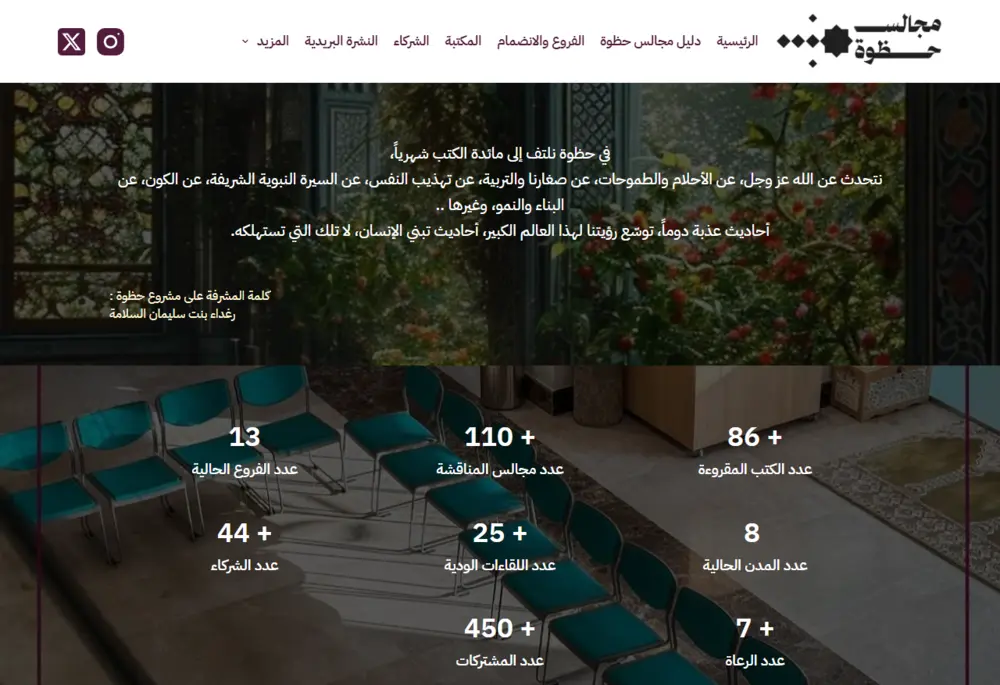 مجالس
حظوة
الرئيسية
دليل مجالس حظوة
الفروع والانضمام
المكتبة
الشركاء
النشرة البريدية
المزيد
في حظوة نلتف إلى مائدة الكتب شهرياً،
نتحدث عن الله عز وجل، عن الأحلام والطموحات، عن صغارنا والتربية، عن تهذيب النفس، عن السيرة النبوية الشريفة، عن الكون، عن
البناء والنمو، وغيرها ..
أحاديث عذبة دوماً، توسّع رؤيتنا لهذا العالم الكبير، أحاديث تبني الإنسان، لا تلك التي تستهلكه.
كلمة المشرفة على مشروع حظوة :
رغداء بنت سليمان السلامة
86 +
عدد الكتب المقروءة
110 +
عدد مجالس المناقشة
13
عدد الفروع الحالية
8
عدد المدن الحالية
25 +
عدد اللقاءات الودية
44 +
عدد الشركاء
7 +
عدد الرعاة
450 +
عدد المشتركات